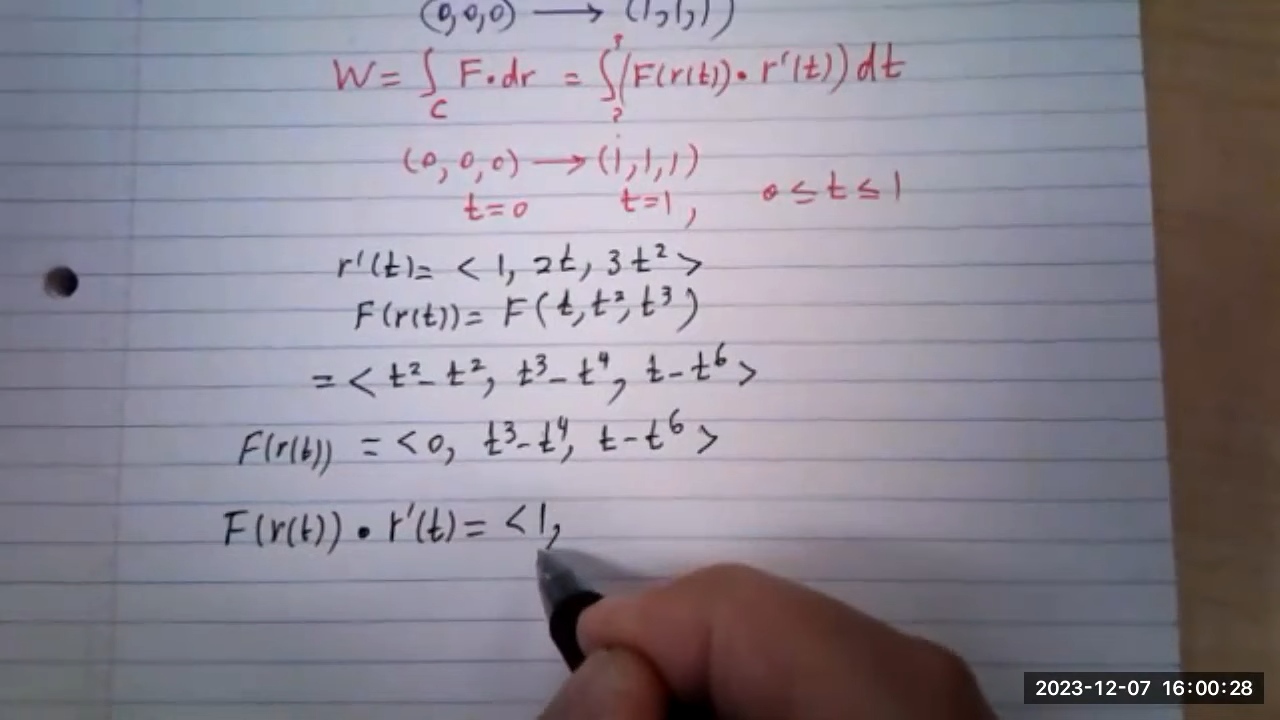 (0,0,0) → (1,1,1)
W = ∫_C F•dr = ∫_?^? (F(r(t))• r'(t)) dt
(0, 0, 0) → (1,1,1)
t=0 t=1, 0 ≤ t ≤ 1
r'(t)= < 1, 2t, 3t² >
F(r(t))= F(t,t²,t³)
= < t²-t², t³-t⁴, t-t⁶ >
F(r(t)) = <0, t³-t⁴, t-t⁶ >
F(r(t)) • r'(t) = <1,
2023-12-07 16:00:28